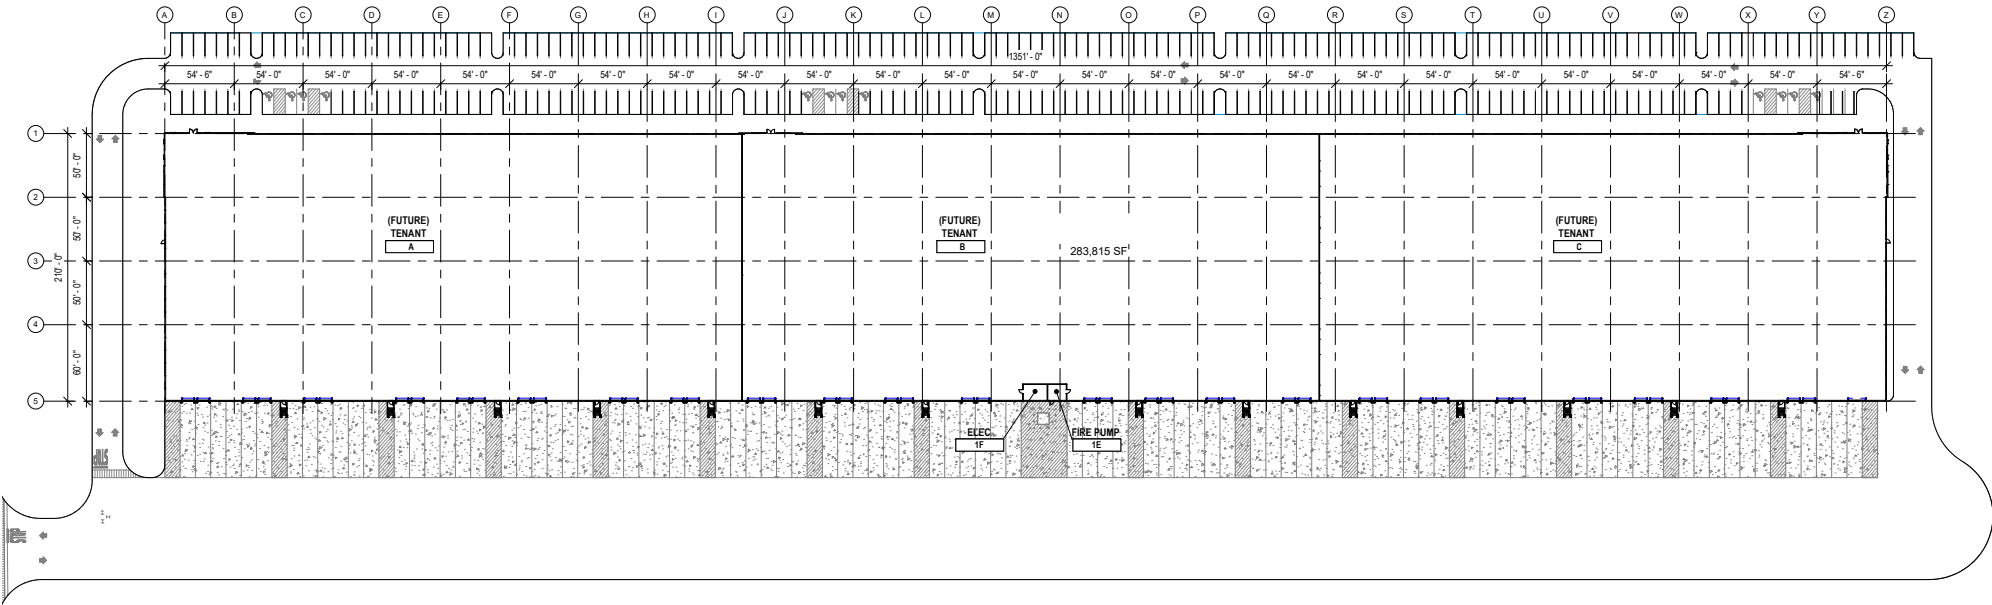 A B C D E F G H I J K L M N O P Q R S T U V W X Y Z
1351' - 0"
54' - 6" 54' - 0" 54' - 0" 54' - 0" 54' - 0" 54' - 0" 54' - 0" 54' - 0" 54' - 0" 54' - 0" 54' - 0" 54' - 0" 54' - 0" 54' - 0" 54' - 0" 54' - 0" 54' - 0" 54' - 0" 54' - 0" 54' - 0" 54' - 0" 54' - 0" 54' - 0" 54' - 0" 54' - 6"
1
50' - 0"
2
50' - 0"
3
210' - 0"
50' - 0"
4
60' - 0"
5
(FUTURE)
TENANT
A
(FUTURE)
TENANT
B
283,815 SF
(FUTURE)
TENANT
C
ELEC.
1F
FIRE PUMP
1E
STOP